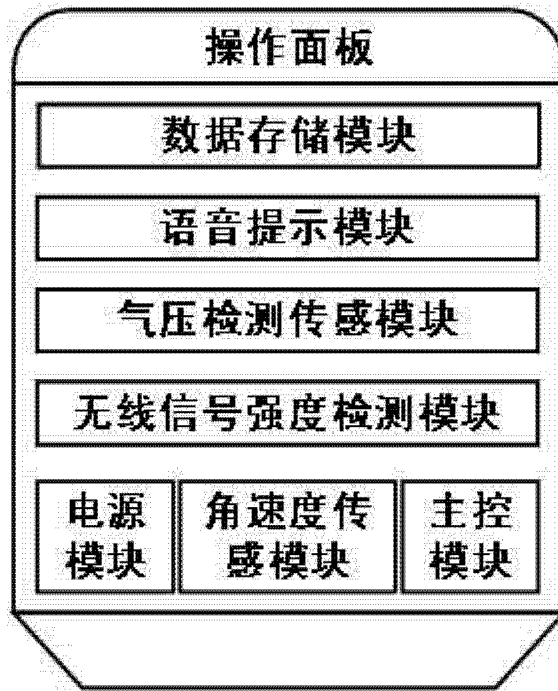 操作面板
数据存储模块
语音提示模块
气压检测传感模块
无线信号强度检测模块
电源
模块
角速度传
感模块
主控
模块